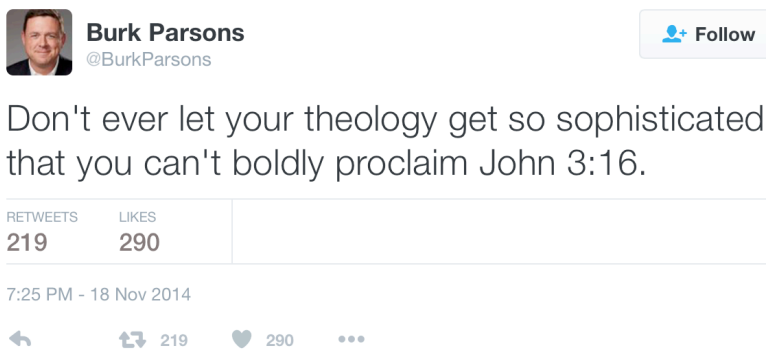 Burk Parsons
@BurkParsons
Follow
Don't ever let your theology get so sophisticated
that you can't boldly proclaim John 3:16.
RETWEETS LIKES
219 290
7:25 PM - 18 Nov 2014
219 290